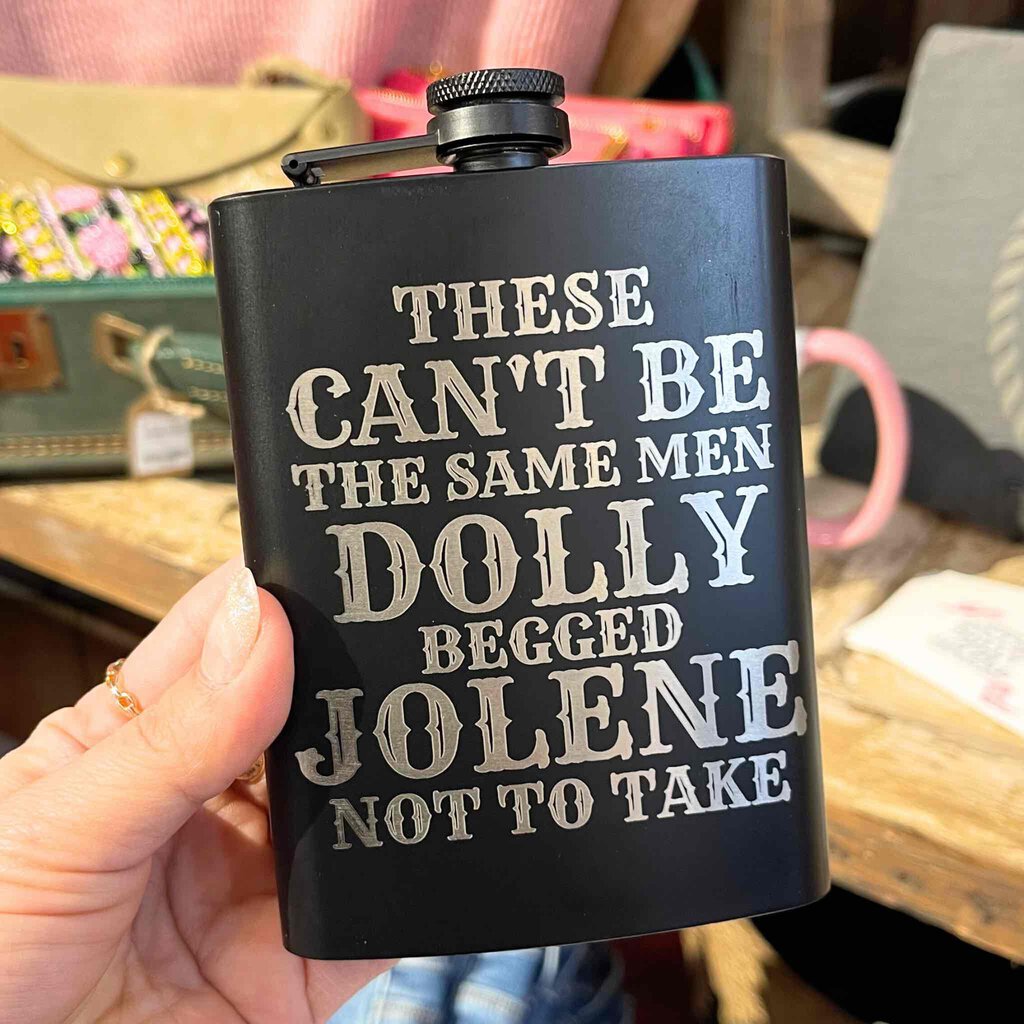 THESE
CAN'T BE
THE SAME MEN
DOLLY
BEGGED
JOLENE
NOT TO TAKE